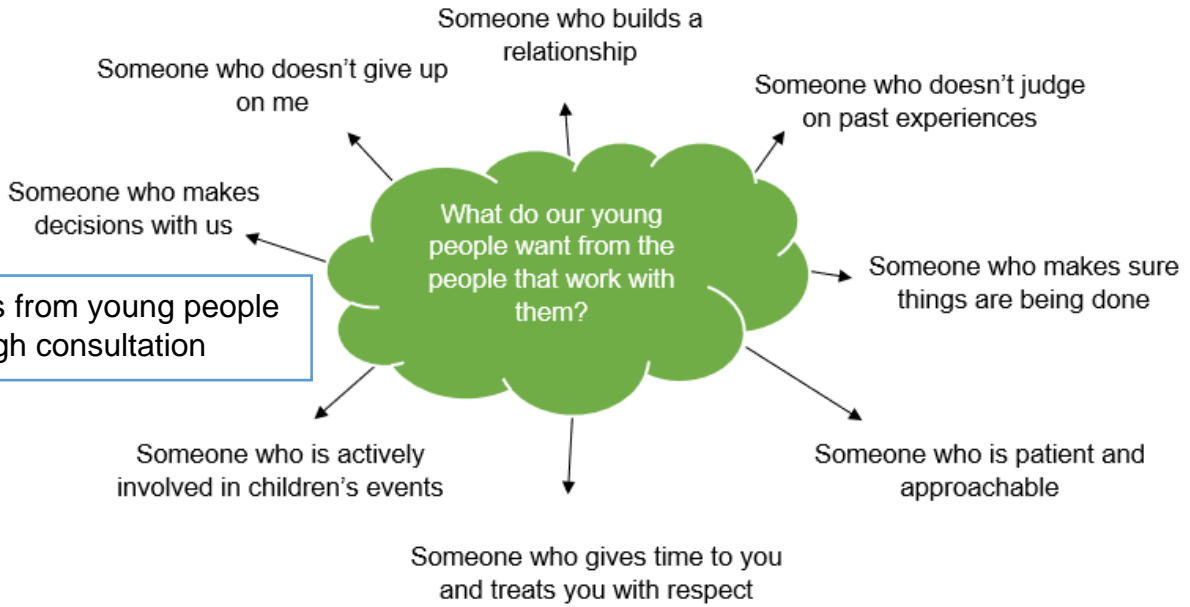 Someone who builds a
relationship
Someone who doesn't give up
on me
Someone who doesn't judge
on past experiences
Someone who makes
decisions with us
What do our young
people want from the
people that work with
them?
Someone who makes sure
things are being done
from young people
consultation
Someone who is actively
involved in children's events
Someone who is patient and
approachable
Someone who gives time to you
and treats you with respect